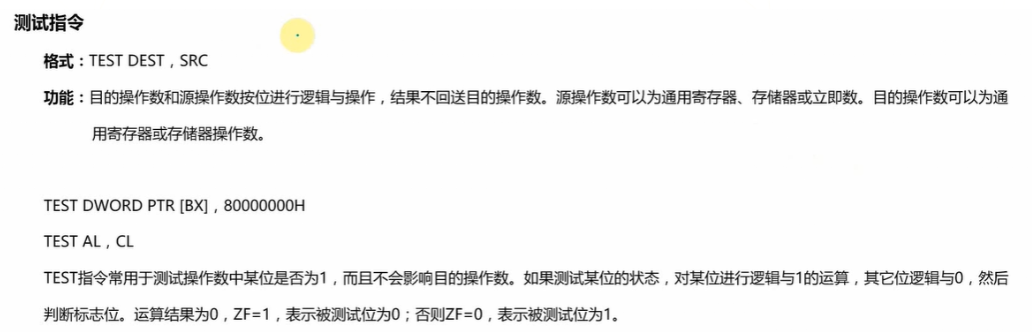 测试指令
格式：TEST DEST，SRC
功能：目的操作数和源操作数按位进行逻辑与操作，结果不回送目的操作数。源操作数可以为通用寄存器、存储器或立即数。目的操作数可以为通
用寄存器或存储器操作数。
TEST DWORD PTR [BX]，80000000H
TEST AL，CL
TEST指令常用于测试操作数中某位是否为1，而且不会影响目的操作数。如果测试某位的状态，对某位进行逻辑与1的运算，其它位逻辑与0，然后
判断标志位。运算结果为0，ZF=1，表示被测试位为0；否则ZF=0，表示被测试位为1。